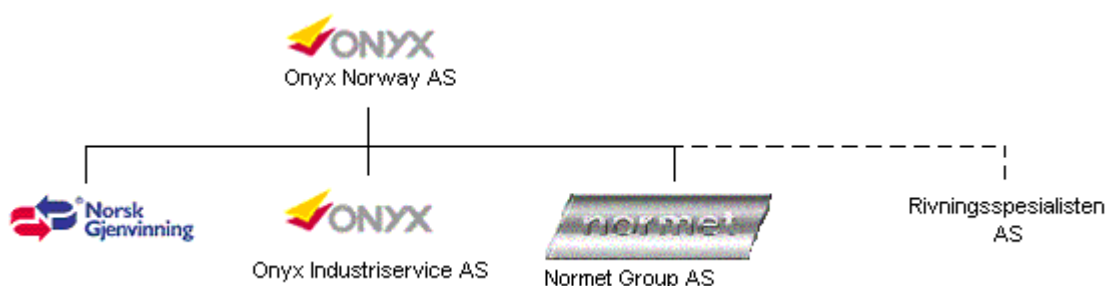 ONYX
Onyx Norway AS
Norsk
Gjenvinning
ONYX
Onyx Industriservice AS
normet
Normet Group AS
Rivningsspesialisten
AS